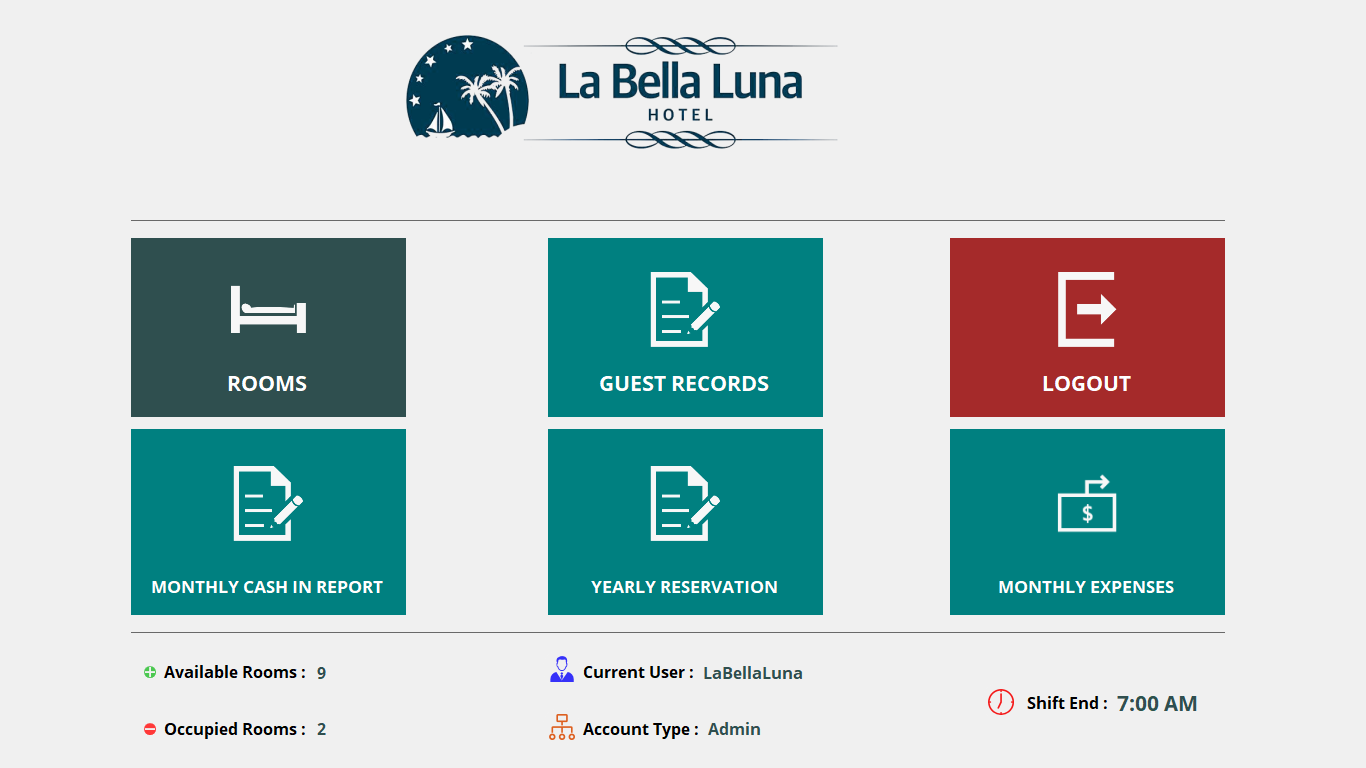 La Bella Luna
HOTEL
ROOMS
GUEST RECORDS
LOGOUT
$
MONTHLY CASH IN REPORT
YEARLY RESERVATION
MONTHLY EXPENSES
Available Rooms : 9
Current User : LaBellaLuna
Shift End : 7:00 AM
Occupied Rooms : 2
Account Type : Admin